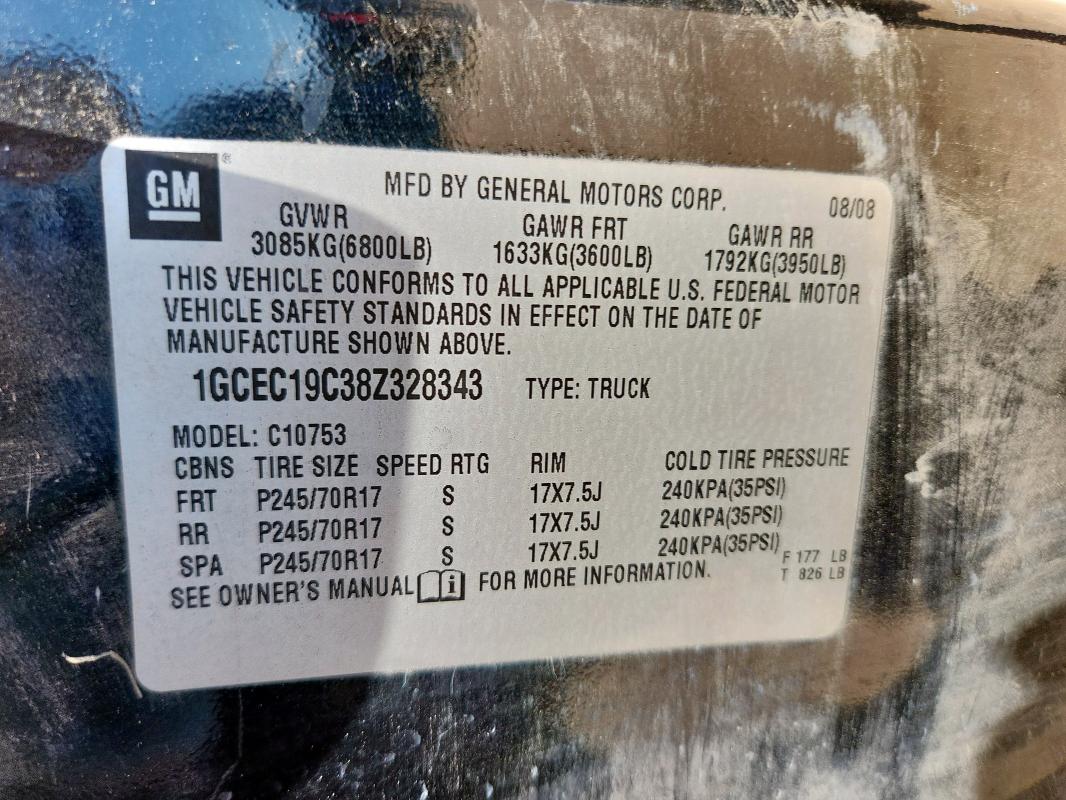 GM ®
MFD BY GENERAL MOTORS CORP. 08/08
GVWR GAWR FRT GAWR RR
3085KG(6800LB) 1633KG(3600LB) 1792KG(3950LB)
THIS VEHICLE CONFORMS TO ALL APPLICABLE U.S. FEDERAL MOTOR
VEHICLE SAFETY STANDARDS IN EFFECT ON THE DATE OF
MANUFACTURE SHOWN ABOVE.
1GCEC19C38Z328343 TYPE: TRUCK
MODEL: C10753
CBNS TIRE SIZE SPEED RTG RIM COLD TIRE PRESSURE
FRT P245/70R17 S 17X7.5J 240KPA(35PSI)
RR P245/70R17 S 17X7.5J 240KPA(35PSI)
SPA P245/70R17 S 17X7.5J 240KPA(35PSI) F 177 LB
T 826 LB
SEE OWNER'S MANUAL i FOR MORE INFORMATION.